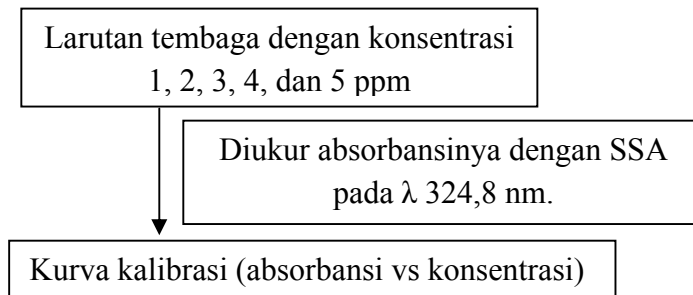 Larutan tembaga dengan konsentrasi
1, 2, 3, 4, dan 5 ppm
Diukur absorbansinya dengan SSA
pada λ 324,8 nm.
Kurva kalibrasi (absorbansi vs konsentrasi)